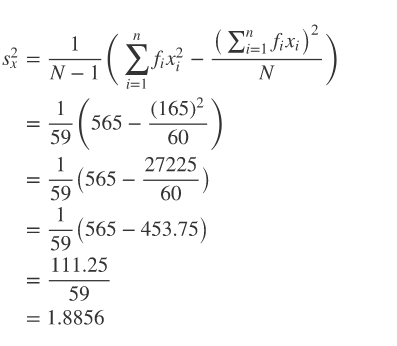 s_x^2 = \frac{1}{N-1} \left( \sum_{i=1}^{n} f_i x_i^2 - \frac{\left( \sum_{i=1}^{n} f_i x_i \right)^2}{N} \right)
= \frac{1}{59} \left( 565 - \frac{(165)^2}{60} \right)
= \frac{1}{59} (565 - \frac{27225}{60})
= \frac{1}{59} (565 - 453.75)
= \frac{111.25}{59}
= 1.8856